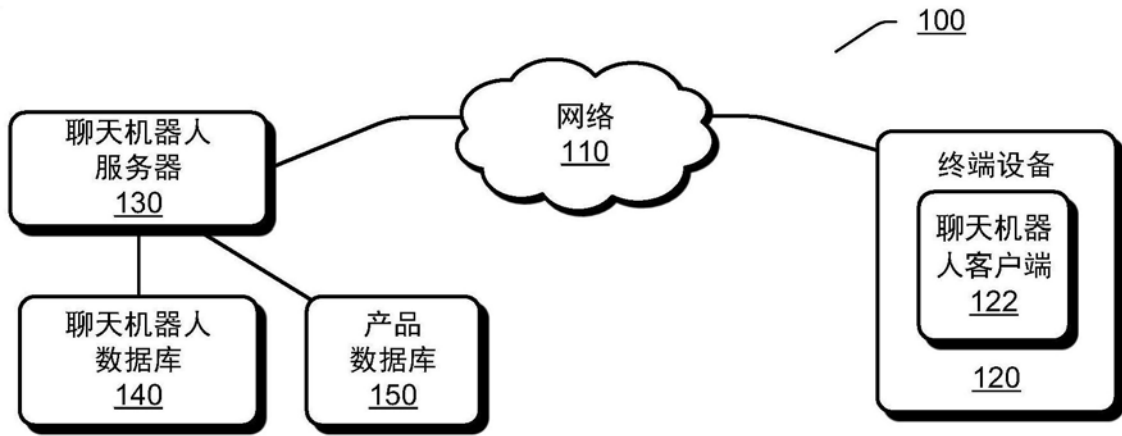 100
网络
110
聊天机器人
服务器
130
终端设备
聊天机器
人客户端
122
120
聊天机器人
数据库
140
产品
数据库
150